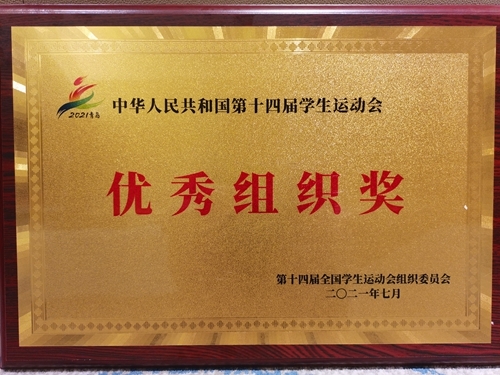 中华人民共和国第十四届学生运动会
2021青岛
优秀组织奖
第十四届全国学生运动会组织委员会
二〇二一年七月